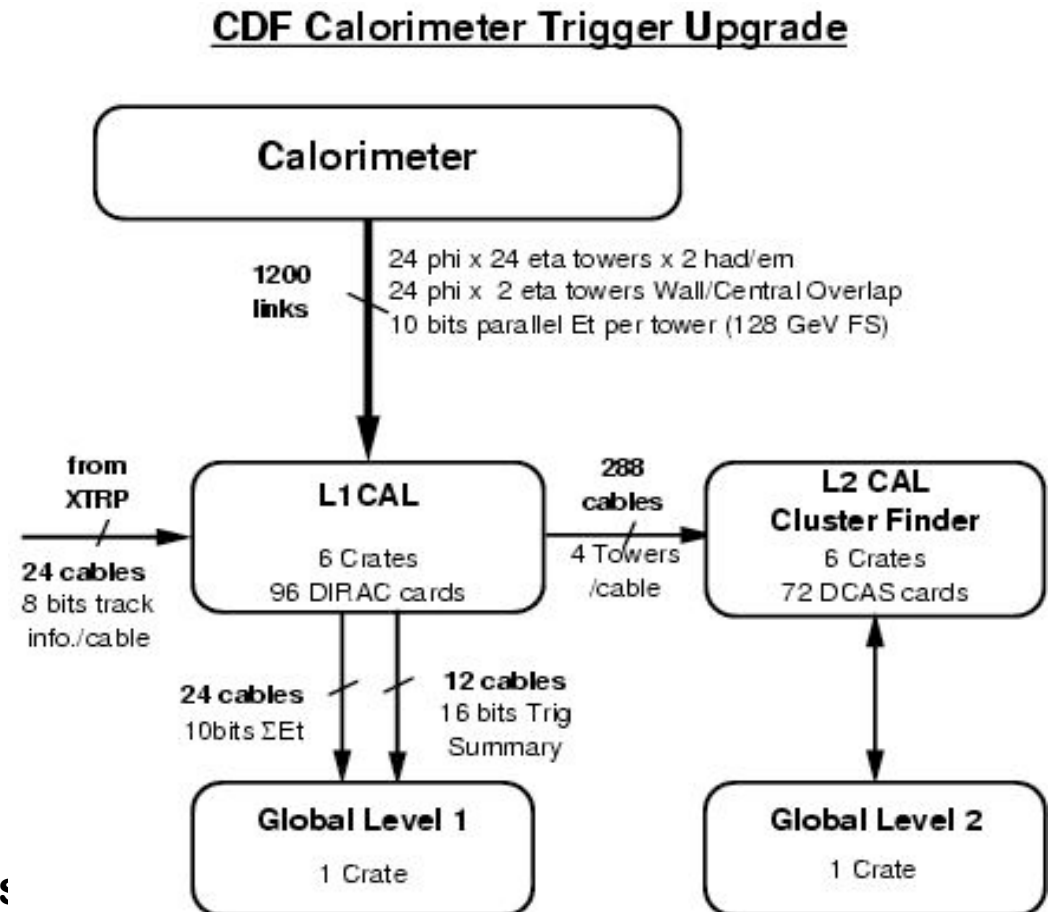 CDF Calorimeter Trigger Upgrade
Calorimeter
1200
links
24 phi x 24 eta towers x 2 had/em
24 phi x 2 eta towers Wall/Central Overlap
10 bits parallel Et per tower (128 GeV FS)
from
XTRP
24 cables
8 bits track
info./cable
L1CAL
6 Crates
96 DIRAC cards
288
cables
4 Towers
/cable
L2 CAL
Cluster Finder
6 Crates
72 DCAS cards
24 cables
10bits ΣEt
12 cables
16 bits Trig
Summary
Global Level 1
1 Crate
Global Level 2
1 Crate